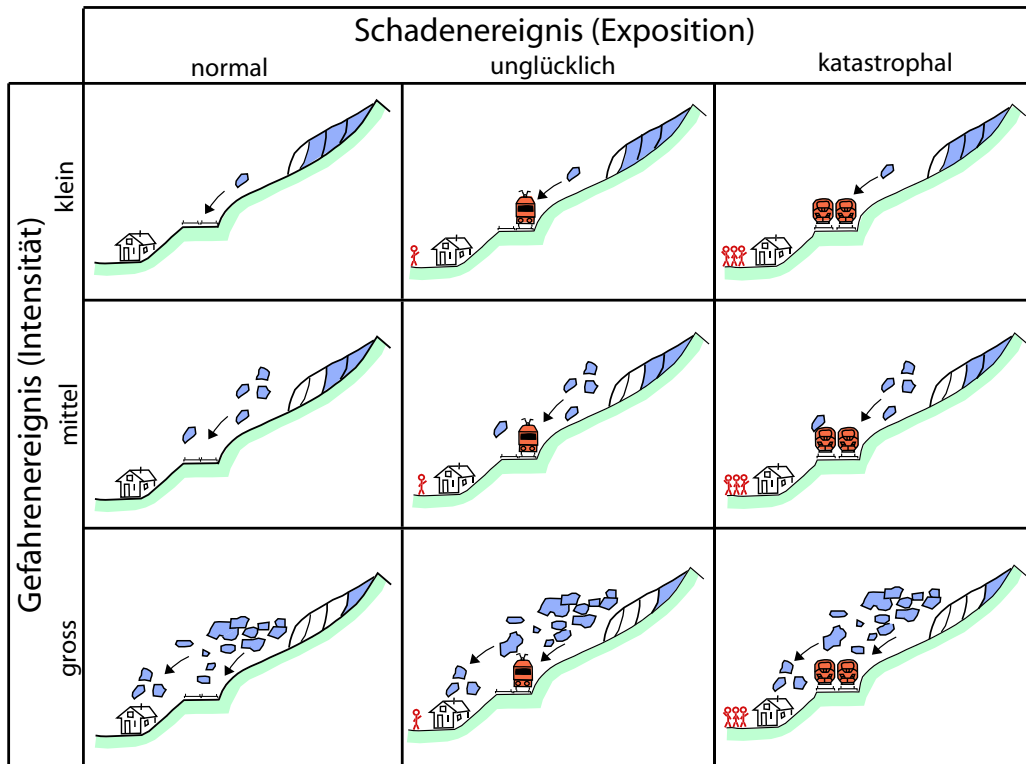 Schadenereignis (Exposition)
normal
unglücklich
katastrophal
Gefahrenereignis (Intensität)
klein
mittel
gross